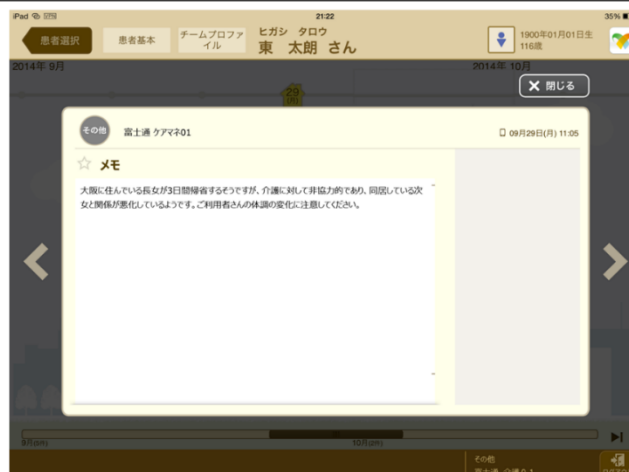 iPad
21:22
35%
患者選択
患者基本
チームプロファイル
ヒガシ タロウ
東 太朗 さん
1900年01月01日生
116歳
2014年 9月
2014年 10月
29
閉じる
その他
富士通 ケアマネ01
09月29日(月) 11:05
メモ
大阪に住んでいる長女が3日間帰省するそうですが、介護に対して非協力的であり、同居している次
女と関係が悪化しているようです。ご利用者さんの体調の変化に注意してください。
その他